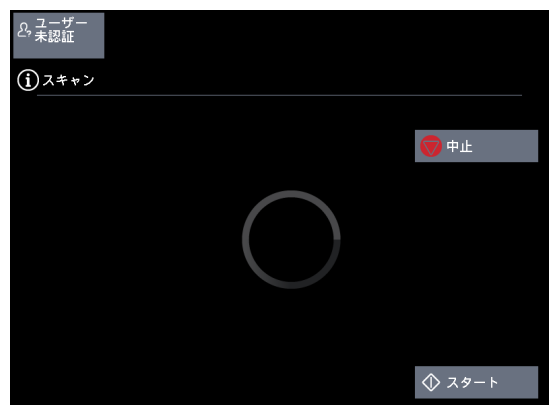 ユーザー
未認証
スキャン
中止
スタート